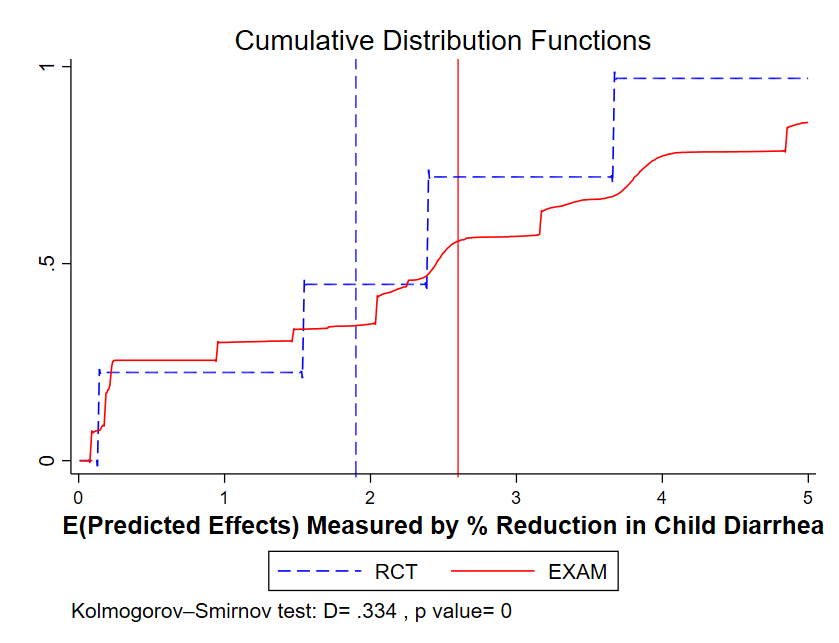 Cumulative Distribution Functions
1
.5
0
0 1 2 3 4 5
E(Predicted Effects) Measured by % Reduction in Child Diarrhea
RCT EXAM
Kolmogorov–Smirnov test: D= .334 , p value= 0